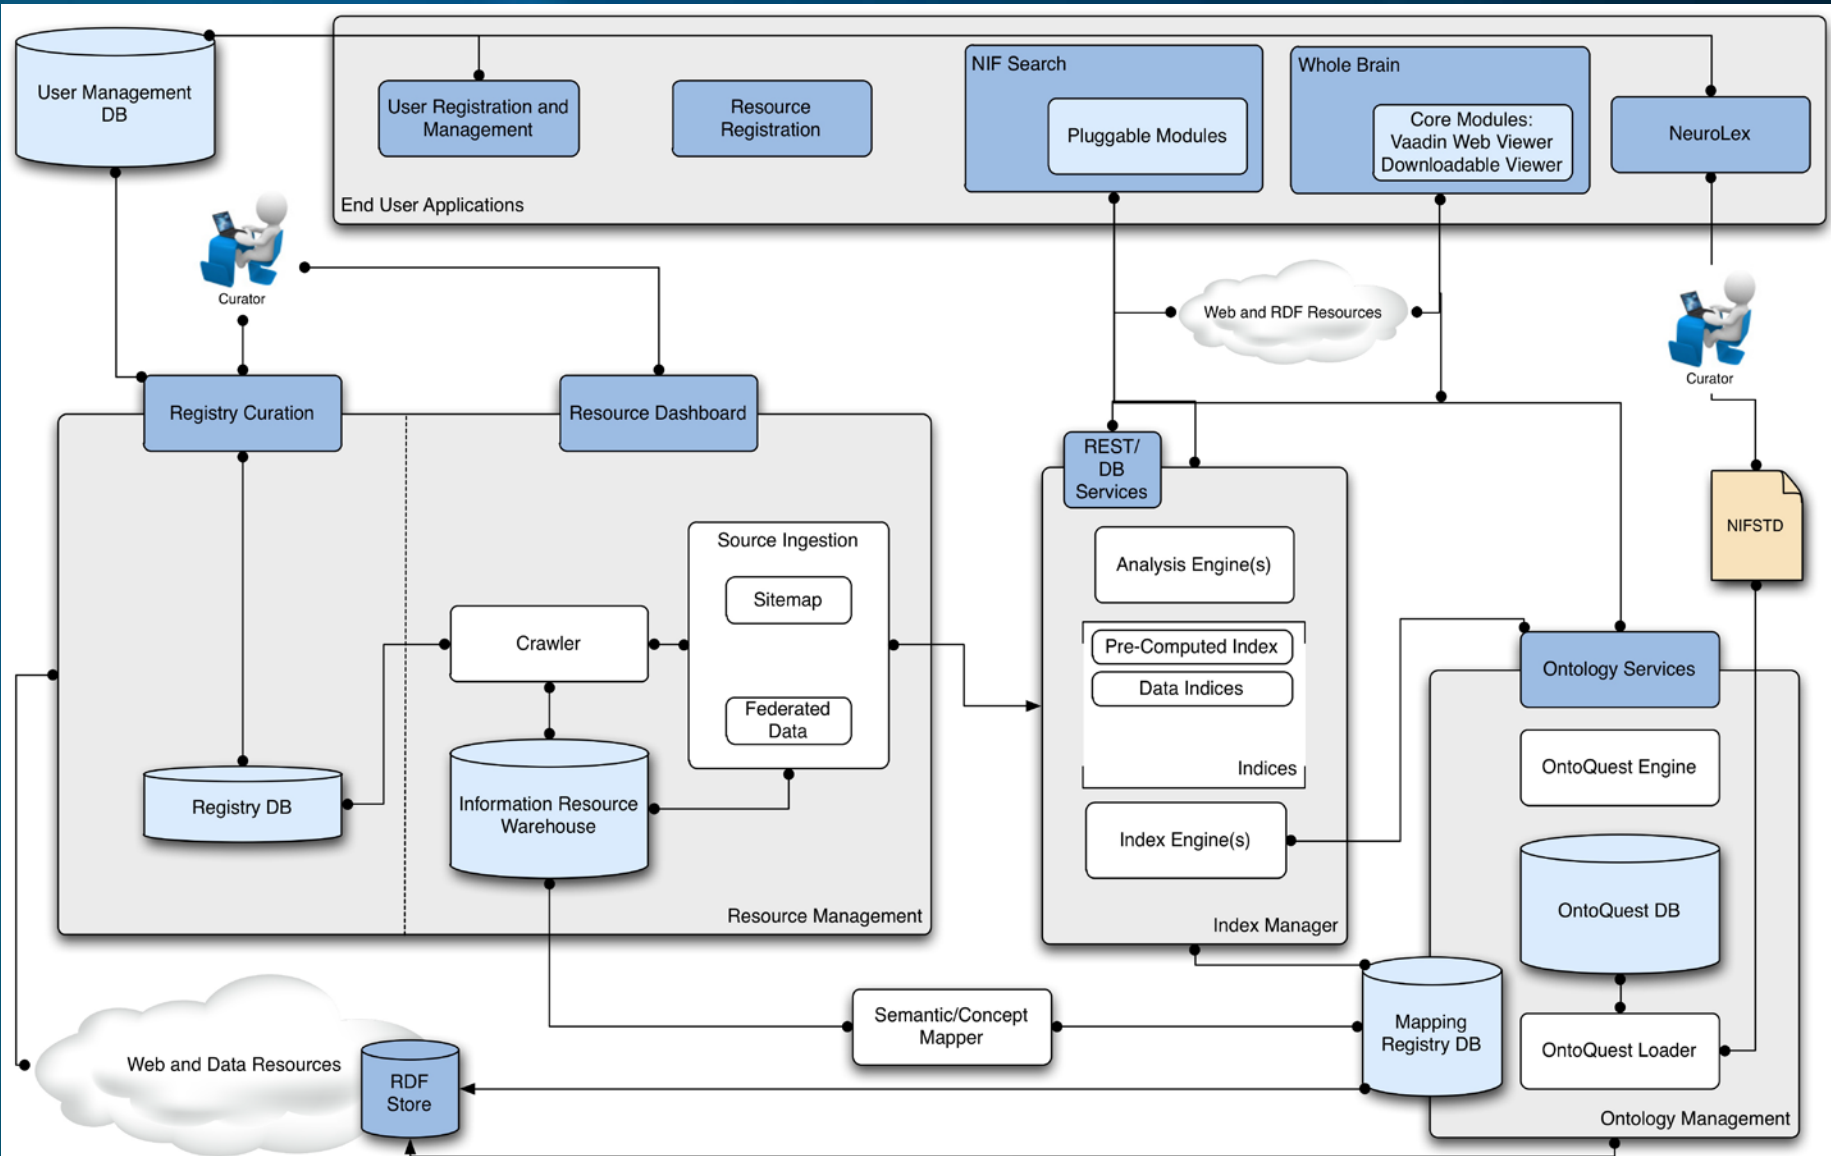 User Management
DB
User Registration and
Management
Resource
Registration
NIF Search
Pluggable Modules
Whole Brain
Core Modules:
Vaadin Web Viewer
Downloadable Viewer
NeuroLex
End User Applications
Curator
Web and RDF Resources
Curator
Registry Curation
Resource Dashboard
REST/
DB
Services
NIFSTD
Source Ingestion
Sitemap
Federated
Data
Crawler
Analysis Engine(s)
Pre-Computed Index
Data Indices
Indices
Index Engine(s)
Index Manager
Ontology Services
OntoQuest Engine
OntoQuest DB
OntoQuest Loader
Ontology Management
Registry DB
Information Resource
Warehouse
Resource Management
Semantic/Concept
Mapper
Mapping
Registry DB
Web and Data Resources
RDF
Store